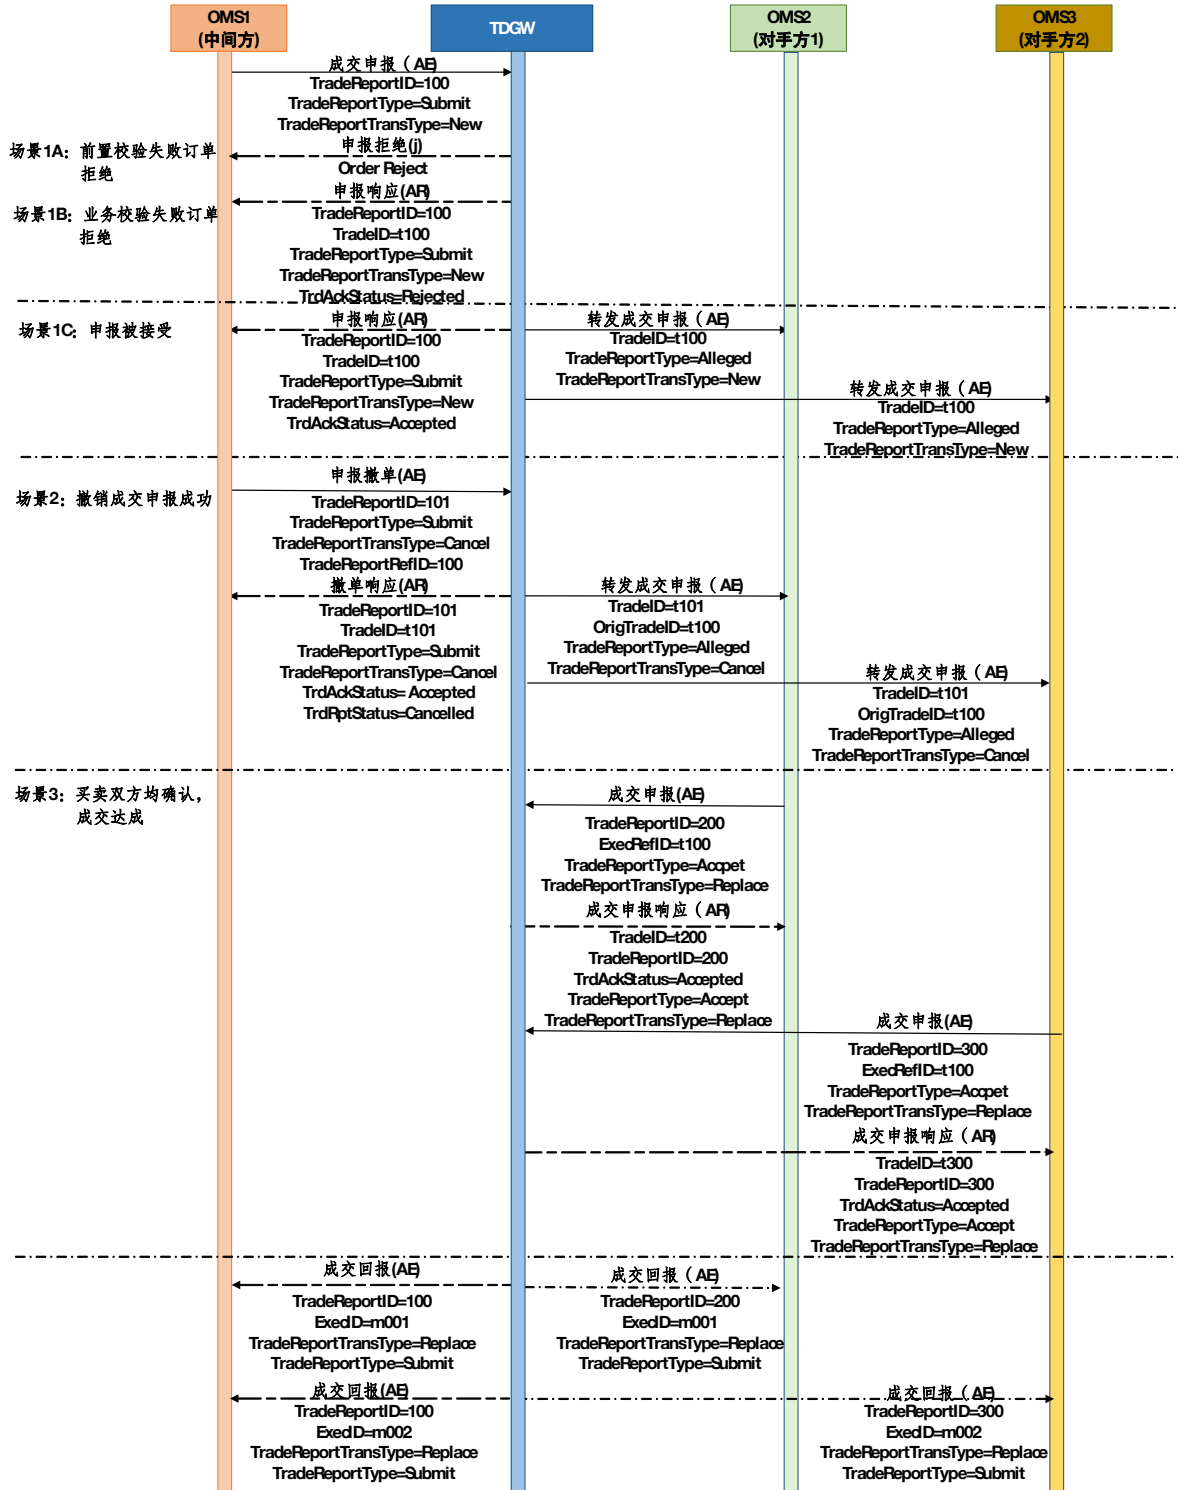 OMS1
(中间方)
TDGW
OMS2
(对手方1)
OMS3
(对手方2)
成交申报（AE)
TradeReportID=100
TradeReportType=Submit
TradeReportTransType=New
场景1A：前置校验失败订单
拒绝
申报拒绝(j)
Order Reject
场景1B：业务校验失败订单
拒绝
申报响应(AR)
TradeReportID=100
TradeID=t100
TradeReportType=Submit
TradeReportTransType=New
TrdAckStatus=Rejected
场景1C：申报被接受
申报响应(AR)
TradeReportID=100
TradeID=t100
TradeReportType=Submit
TradeReportTransType=New
TrdAckStatus=Accepted
转发成交申报（AE)
TradeID=t100
TradeReportType=Alleged
TradeReportTransType=New
转发成交申报（AE)
TradeID=t100
TradeReportType=Alleged
TradeReportTransType=New
场景2：撤销成交申报成功
申报撤单(AE)
TradeReportID=101
TradeReportType=Submit
TradeReportTransType=Cancel
TradeReportRefID=100
撤单响应(AR)
TradeReportID=101
TradeID=t101
TradeReportType=Submit
TradeReportTransType=Cancel
TrdAckStatus= Accepted
TrdRptStatus=Cancelled
转发成交申报（AE)
TradeID=t101
OrigTradeID=t100
TradeReportType=Alleged
TradeReportTransType=Cancel
转发成交申报（AE)
TradeID=t101
OrigTradeID=t100
TradeReportType=Alleged
TradeReportTransType=Cancel
场景3：买卖双方均确认，
成交达成
成交申报(AE)
TradeReportID=200
ExecRefID=t100
TradeReportType=Accpet
TradeReportTransType=Replace
成交申报响应（AR)
TradeID=t200
TradeReportID=200
TrdAckStatus=Accepted
TradeReportType=Accept
TradeReportTransType=Replace
成交申报(AE)
TradeReportID=300
ExecRefID=t100
TradeReportType=Accpet
TradeReportTransType=Replace
成交申报响应（AR)
TradeID=t300
TradeReportID=300
TrdAckStatus=Accepted
TradeReportType=Accept
TradeReportTransType=Replace
成交回报(AE)
TradeReportID=100
ExecID=m001
TradeReportTransType=Replace
TradeReportType=Submit
成交回报（AE)
TradeReportID=200
ExecID=m001
TradeReportTransType=Replace
TradeReportType=Submit
成交回报(AE)
TradeReportID=100
ExecID=m002
TradeReportTransType=Replace
TradeReportType=Submit
成交回报（AE)
TradeReportID=300
ExecID=m002
TradeReportTransType=Replace
TradeReportType=Submit